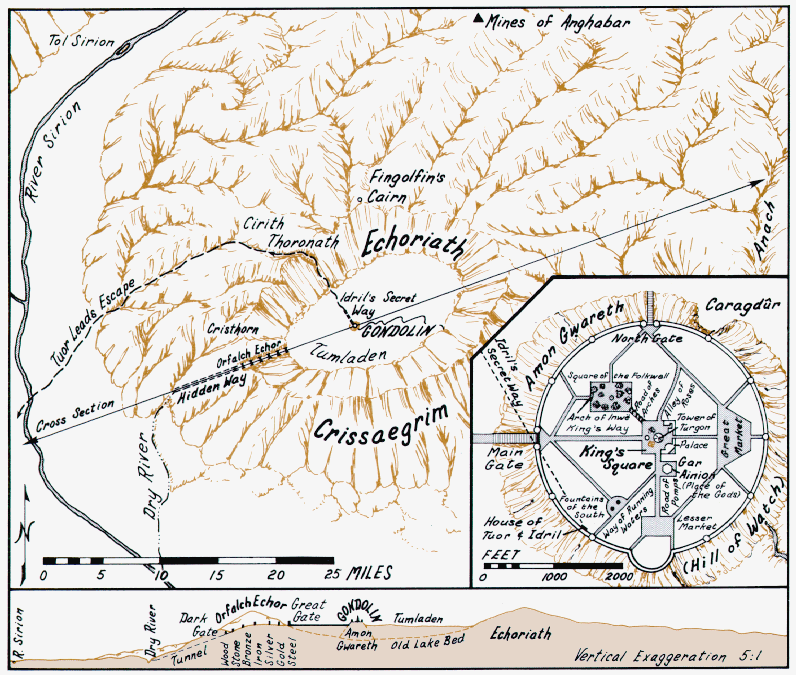 Mines of Anghabar
Tol Sirion
River Sirion
Fingolfin's
Cairn
Anach
Cirith
Thoronath
Echoriath
Tuor Leads Escape
Idril's Secret
Way
GONDOLIN
Cristhorn
Orfalch Echor
Tumladen
Hidden Way
Cross Section
Crissaegrim
Dry River
N
0 5 10 15 20 25 MILES
Caragdûr
Amon Gwareth
Idril's
Secret Way
North Gate
Square of the Folkwell
Road of
Arches
Alley of
Roses
Arch of Inwë
King's Way
Tower of
Turgon
Great
Market
Main
Gate
King's
Square
Palace
Gar
Ainion
(Place of
the Gods)
Fountains
of the
South
Way of Running
Waters
Road of
Pomps
Lesser
Market
House of
Tuor & Idril
(Hill of Watch)
FEET
0 1000 2000
R. Sirion
Dry River
Dark
Gate
Orfalch Echor
Great
Gate
GONDOLIN
Tumladen
Tunnel
Wood
Stone
Bronze
Iron
Silver
Gold
Steel
Amon
Gwareth
Old Lake Bed
Echoriath
Vertical Exaggeration 5:1